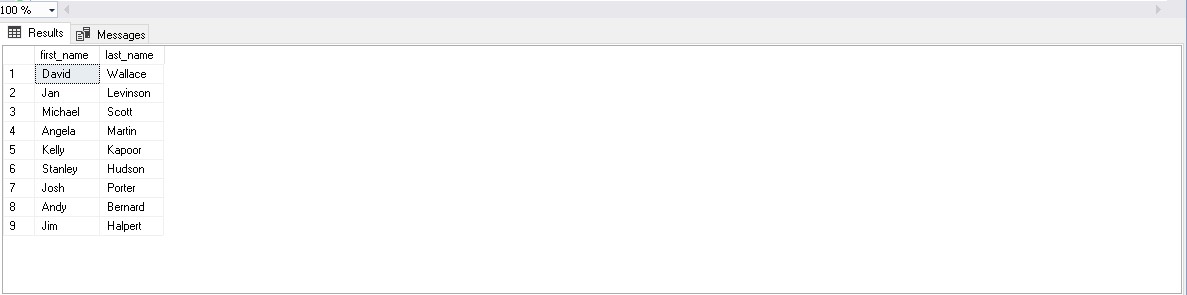 100 %
Results Messages
first_name last_name
1 David Wallace
2 Jan Levinson
3 Michael Scott
4 Angela Martin
5 Kelly Kapoor
6 Stanley Hudson
7 Josh Porter
8 Andy Bernard
9 Jim Halpert